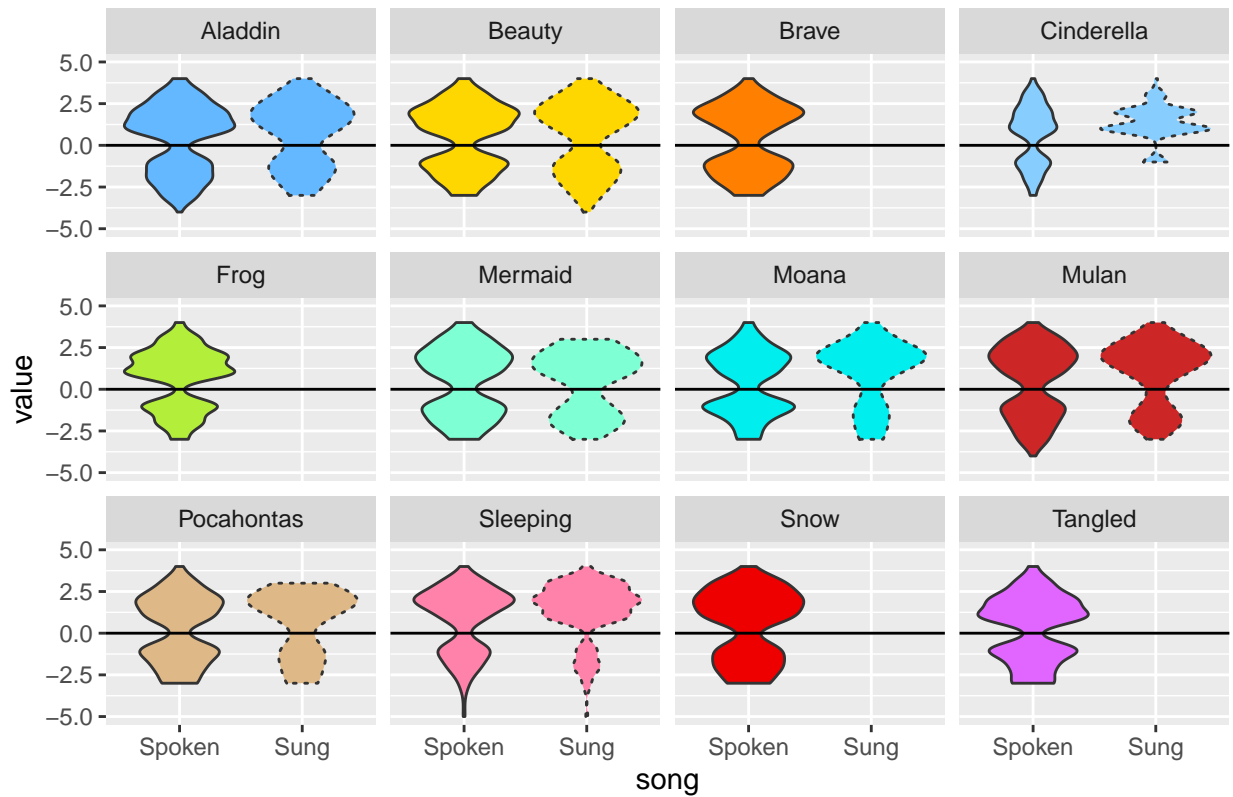 Aladdin Beauty Brave Cinderella
5.0
2.5
0.0
−2.5
−5.0
Frog Mermaid Moana Mulan
5.0
2.5
0.0
−2.5
−5.0
Pocahontas Sleeping Snow Tangled
5.0
2.5
0.0
−2.5
−5.0
value
Spoken Sung Spoken Sung Spoken Sung Spoken Sung
song